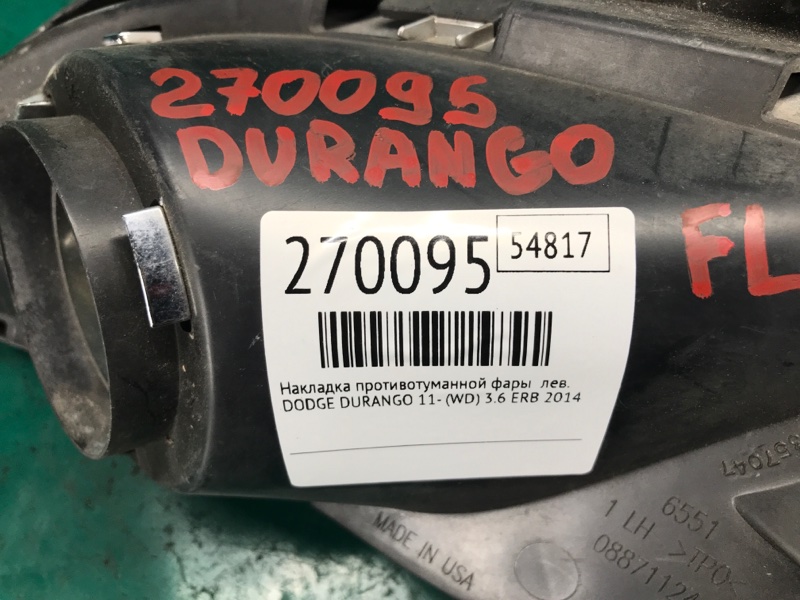 270095
DURANGO
FL
270095
54817
Накладка противотуманной фары лев.
DODGE DURANGO 11- (WD) 3.6 ERB 2014
MADE IN USA
6551
1 LH >TPO<